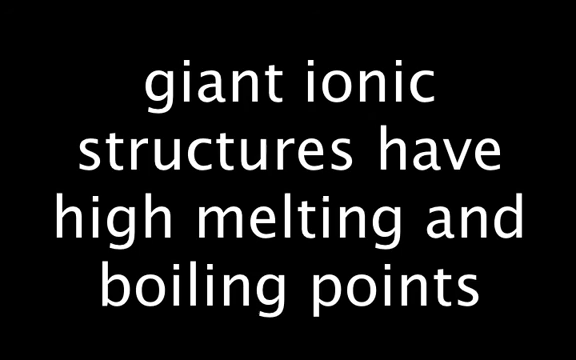 giant ionic
structures have
high melting and
boiling points